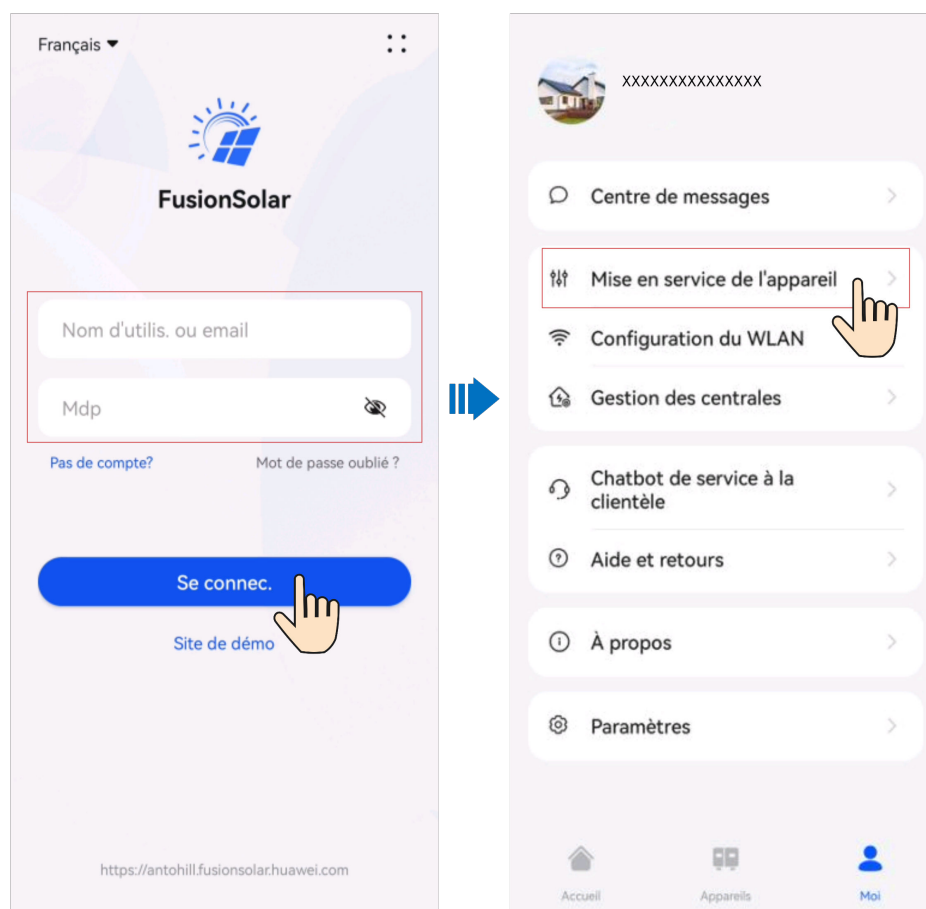 Français
FusionSolar
Nom d'utilis. ou email
Mdp
Pas de compte?
Mot de passe oublié ?
Se connec.
Site de démo
https://antohill.fusionsolar.huawei.com
XXXXXXXXXXXXXXX
Centre de messages
Mise en service de l'appareil
Configuration du WLAN
Gestion des centrales
Chatbot de service à la
clientèle
Aide et retours
À propos
Paramètres
Accueil
Appareils
Moi